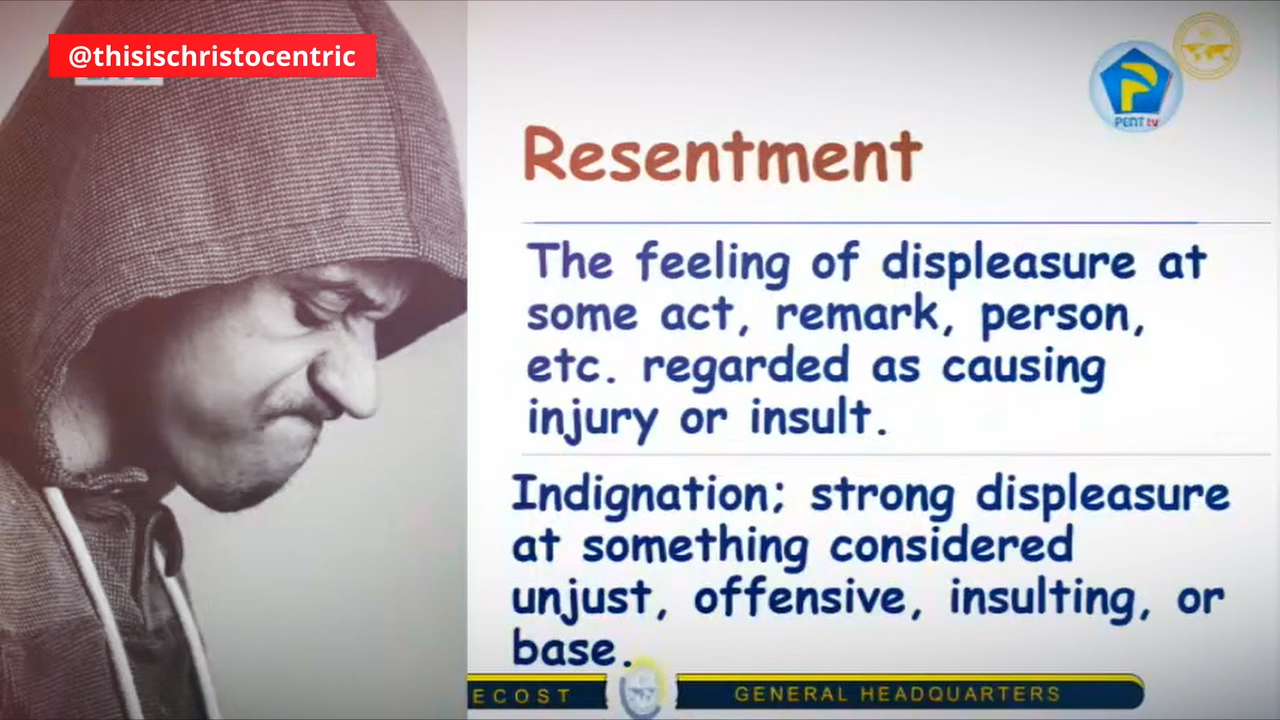 @thisischristocentric
PENT tv
Resentment
The feeling of displeasure at
some act, remark, person,
etc. regarded as causing
injury or insult.
Indignation; strong displeasure
at something considered
unjust, offensive, insulting, or
base.
ECOST
GENERAL HEADQUARTERS